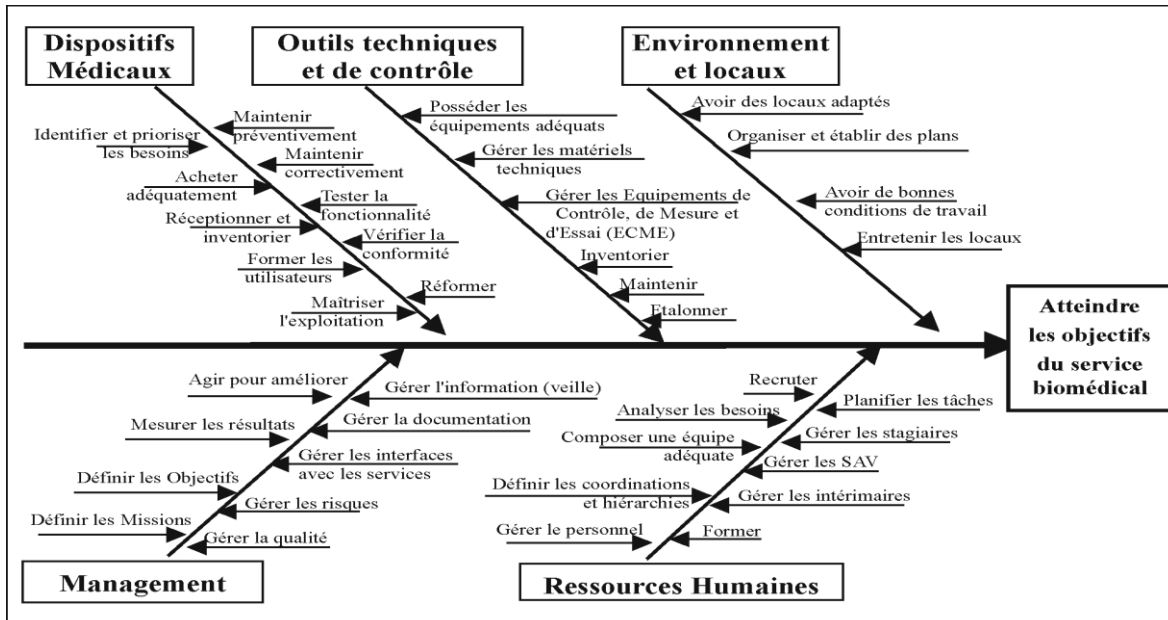 Dispositifs
Médicaux
Outils techniques
et de contrôle
Environnement
et locaux
Maintenir
préventivement
Identifier et prioriser
les besoins
Maintenir
correctivement
Acheter
adéquatement
Tester la
fonctionnalité
Réceptionner et
inventorier
Vérifier la
conformité
Former les
utilisateurs
Réformer
Maîtriser
l'exploitation
Posséder les
équipements adéquats
Gérer les matériels
techniques
Gérer les Equipements de
Contrôle, de Mesure et
d'Essai (ECME)
Inventorier
Maintenir
Etalonner
Avoir des locaux adaptés
Organiser et établir des plans
Avoir de bonnes
conditions de travail
Entretenir les locaux
Atteindre
les objectifs
du service
biomédical
Agir pour améliorer
Gérer l'information (veille)
Mesurer les résultats
Gérer la documentation
Gérer les interfaces
avec les services
Définir les Objectifs
Gérer les risques
Définir les Missions
Gérer la qualité
Management
Recruter
Planifier les tâches
Analyser les besoins
Gérer les stagiaires
Composer une équipe
adéquate
Gérer les SAV
Définir les coordinations
et hiérarchies
Gérer les intérimaires
Gérer le personnel
Former
Ressources Humaines